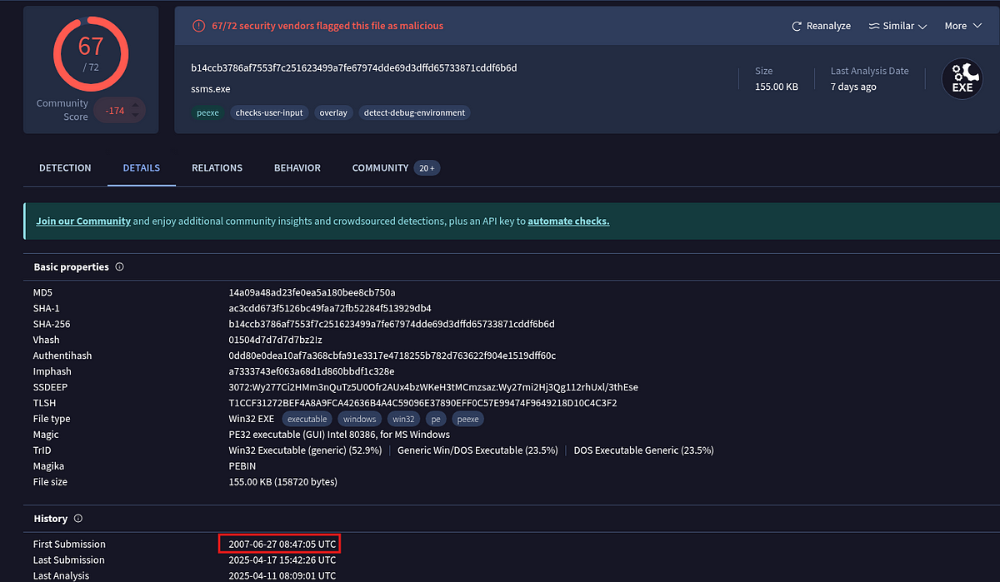 67
/ 72
Community
Score
-174
67/72 security vendors flagged this file as malicious
Reanalyze
Similar
More
b14ccb3786af7553f7c251623499a7fe67974dde69d3dffd65733871cddf6b6d
ssms.exe
peexe checks-user-input overlay detect-debug-environment
Size
155.00 KB
Last Analysis Date
7 days ago
EXE
DETECTION DETAILS RELATIONS BEHAVIOR COMMUNITY 20+
Join our Community and enjoy additional community insights and crowdsourced detections, plus an API key to automate checks.
Basic properties
MD5 14a09a48ad23fe0ea5a180bee8cb750a
SHA-1 ac3cdd673f5126bc49faa72fb52284f513929db4
SHA-256 b14ccb3786af7553f7c251623499a7fe67974dde69d3dffd65733871cddf6b6d
Vhash 01504d7d7d7d7bz2!z
Authentihash 0dd80e0dea10af7a368cbfa91e3317e4718255b782d763622f904e1519dff60c
Imphash a7333743ef063a68d1d860bbdf1c328e
SSDEEP 3072:Wy277Ci2HMm3nQuTz5U0Ofr2AUx4bzWKeH3tMCmzsaz:Wy27mi2Hj3Qg112rhUxl/3thEse
TLSH T1CCF31272BEF4A8A9FCA42636B4A4C59096E37890EFF0C57E99474F9649218D10C4C3F2
File type Win32 EXE executable windows win32 pe peexe
Magic PE32 executable (GUI) Intel 80386, for MS Windows
TrID Win32 Executable (generic) (52.9%) Generic Win/DOS Executable (23.5%) DOS Executable Generic (23.5%)
Magika PEBIN
File size 155.00 KB (158720 bytes)
History
First Submission 2007-06-27 08:47:05 UTC
Last Submission 2025-04-17 15:42:26 UTC
Last Analysis 2025-04-11 08:09:01 UTC